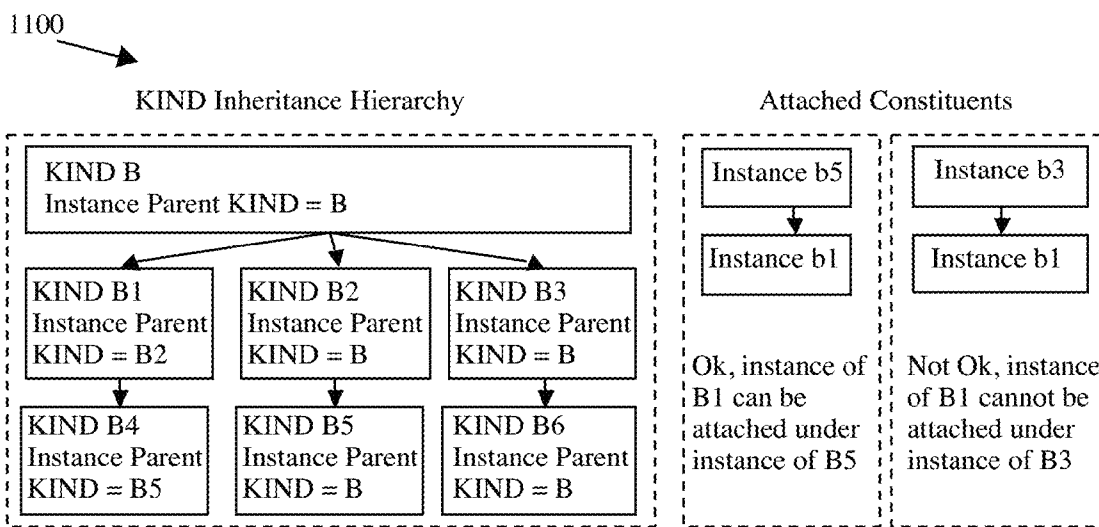 1100
KIND Inheritance Hierarchy
Attached Constituents
KIND B
Instance Parent KIND = B
KIND B1
Instance Parent
KIND = B2
KIND B2
Instance Parent
KIND = B
KIND B3
Instance Parent
KIND = B
KIND B4
Instance Parent
KIND = B5
KIND B5
Instance Parent
KIND = B
KIND B6
Instance Parent
KIND = B
Instance b5
Instance b1
Ok, instance of
B1 can be
attached under
instance of B5
Instance b3
Instance b1
Not Ok, instance
of B1 cannot be
attached under
instance of B3